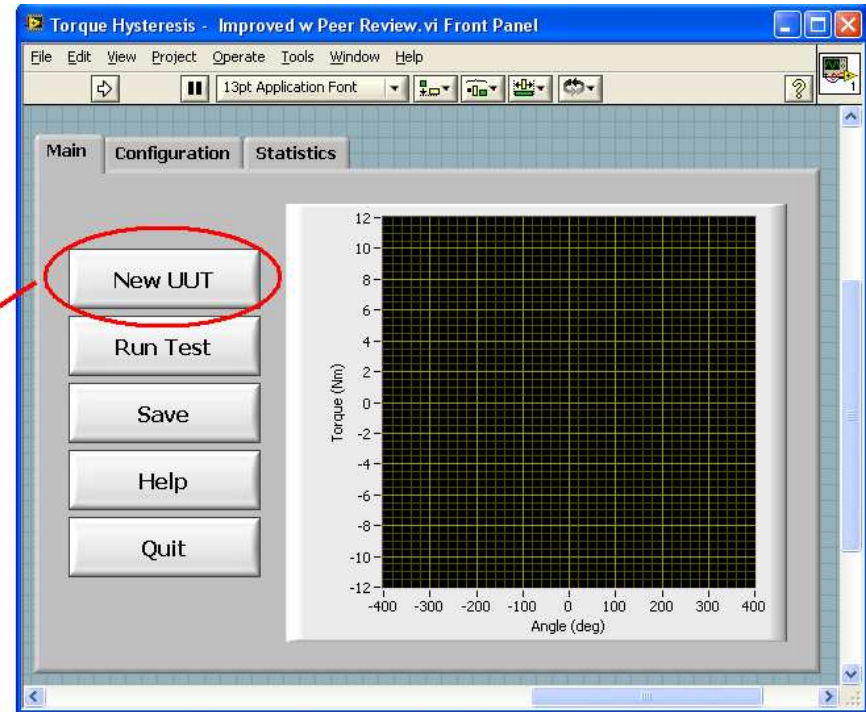 Torque Hysteresis - Improved w Peer Review.vi Front Panel
File Edit View Project Operate Tools Window Help
13pt Application Font
?
1
Main Configuration Statistics
New UUT
Run Test
Save
Help
Quit
Torque (Nm)
12
10
8
6
4
2
0
-2
-4
-6
-8
-10
-12
-400 -300 -200 -100 0 100 200 300 400
Angle (deg)